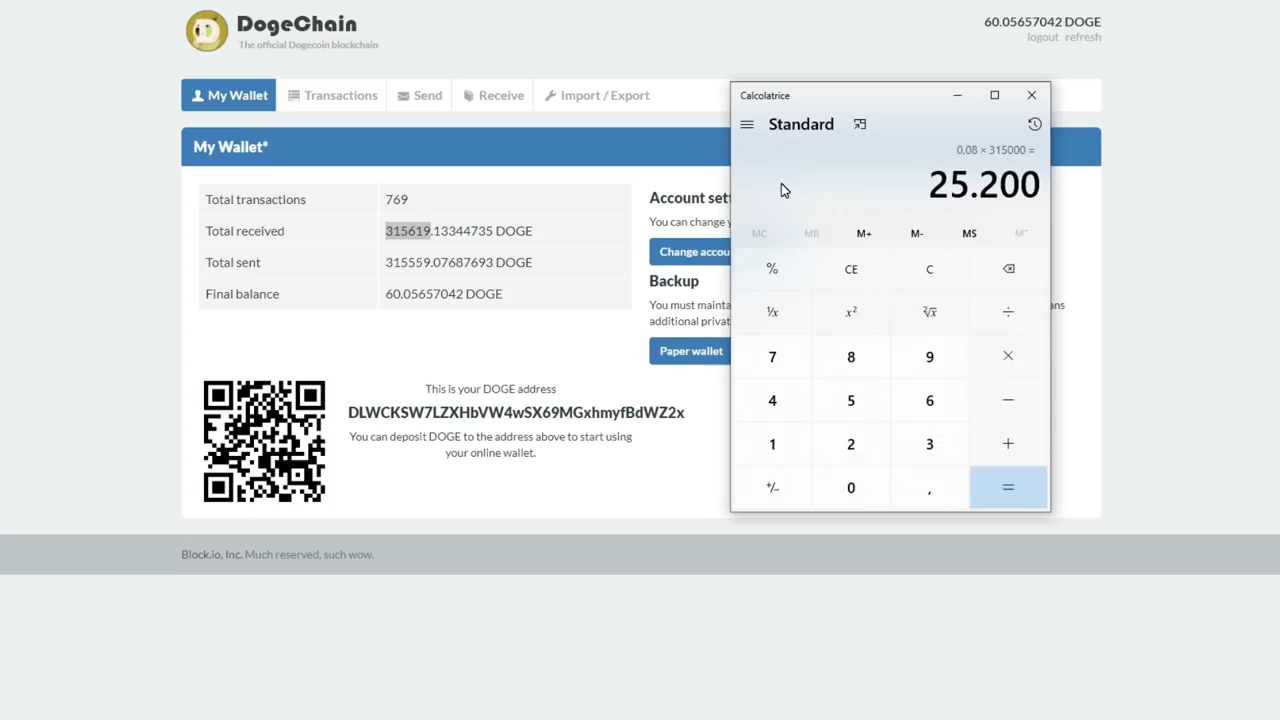 DogeChain
The official Dogecoin blockchain
60.05657042 DOGE
logout refresh
My Wallet
Transactions
Send
Receive
Import / Export
My Wallet*
Total transactions 769
Total received 315619.13344735 DOGE
Total sent 315559.07687693 DOGE
Final balance 60.05657042 DOGE
Account sett
You can change y
Change accou
Backup
You must mainta
ans
additional privat
Paper wallet
This is your DOGE address
DLWCKSW7LZXHbVW4wSX69MGxhmyfBdWZ2x
You can deposit DOGE to the address above to start using
your online wallet.
Block.io, Inc. Much reserved, such wow.
Calcolatrice
Standard
0,08 × 315000 =
25.200
MC MR M+ M- MS M˅
% CE C
¹/x x² ²√x ÷
7 8 9 ×
4 5 6 −
1 2 3 +
+/− 0 , =